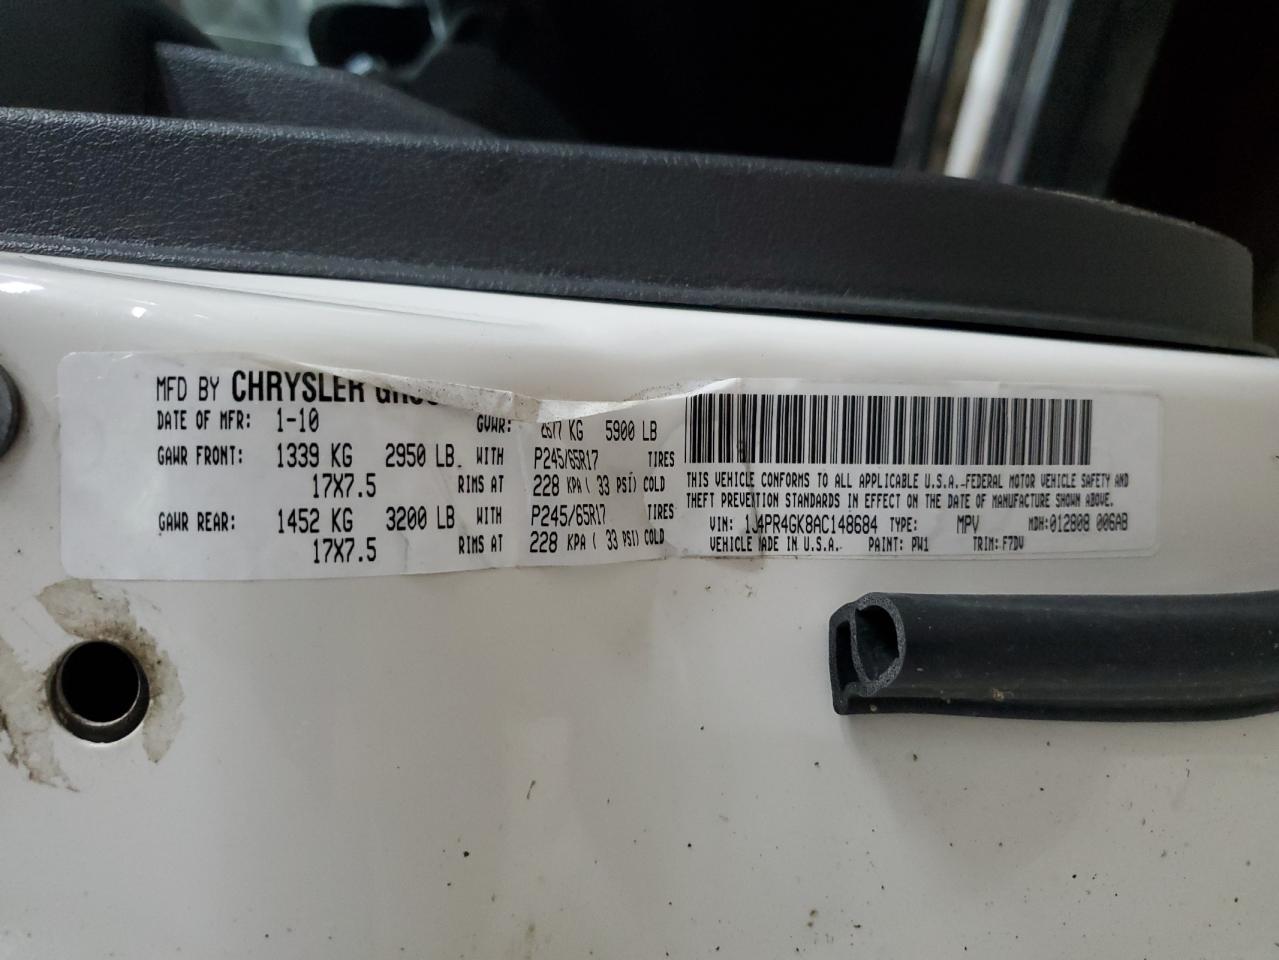 MFD BY CHRYSLER
DATE OF MFR: 1-10 GVWR: 2677 KG 5900 LB
GAWR FRONT: 1339 KG 2950 LB. WITH P245/65R17 TIRES
17X7.5 RIMS AT 228 KPA ( 33 PSI) COLD
GAWR REAR: 1452 KG 3200 LB WITH P245/65R17 TIRES
17X7.5 RIMS AT 228 KPA ( 33 PSI) COLD
THIS VEHICLE CONFORMS TO ALL APPLICABLE U.S.A.-FEDERAL MOTOR VEHICLE SAFETY AND
THEFT PREVENTION STANDARDS IN EFFECT ON THE DATE OF MANUFACTURE SHOWN ABOVE.
VIN: 1J4PR4GK8AC148684 TYPE: MPV MDH:012808 006AB
VEHICLE MADE IN U.S.A. PAINT: PW1 TRIM: F7DV